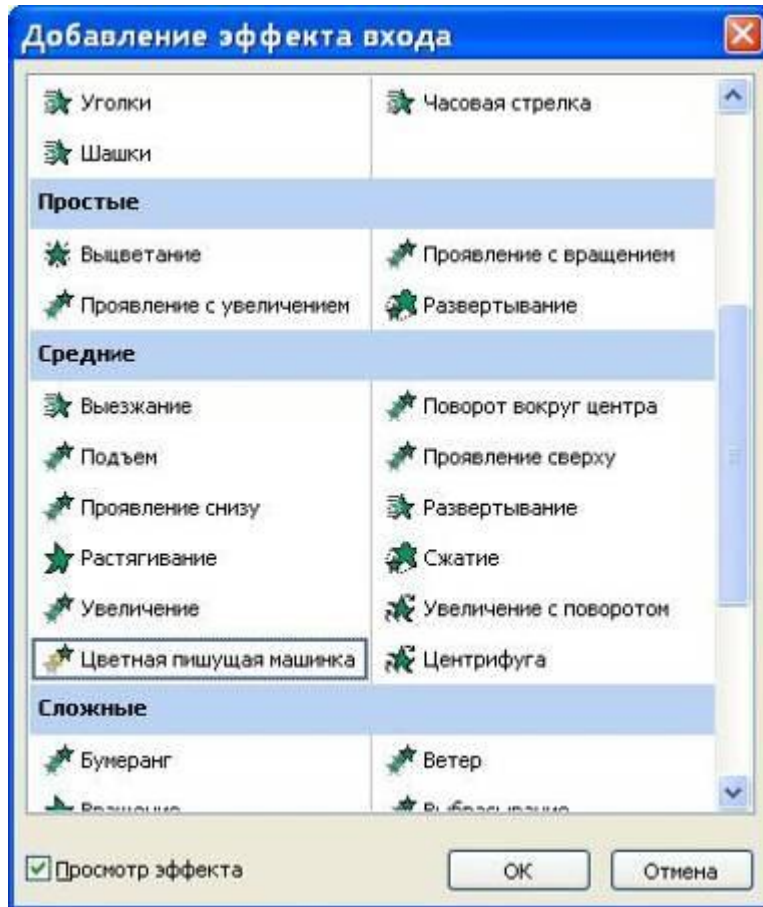 Добавление эффекта входа
Уголки Часовая стрелка
Шашки
Простые
Выцветание Проявление с вращением
Проявление с увеличением Развертывание
Средние
Выезжание Поворот вокруг центра
Подъем Проявление сверху
Проявление снизу Развертывание
Растягивание Сжатие
Увеличение Увеличение с поворотом
Цветная пишущая машинка Центрифуга
Сложные
Бумеранг Ветер
Вращение Выбрасывание
Просмотр эффекта ОК Отмена